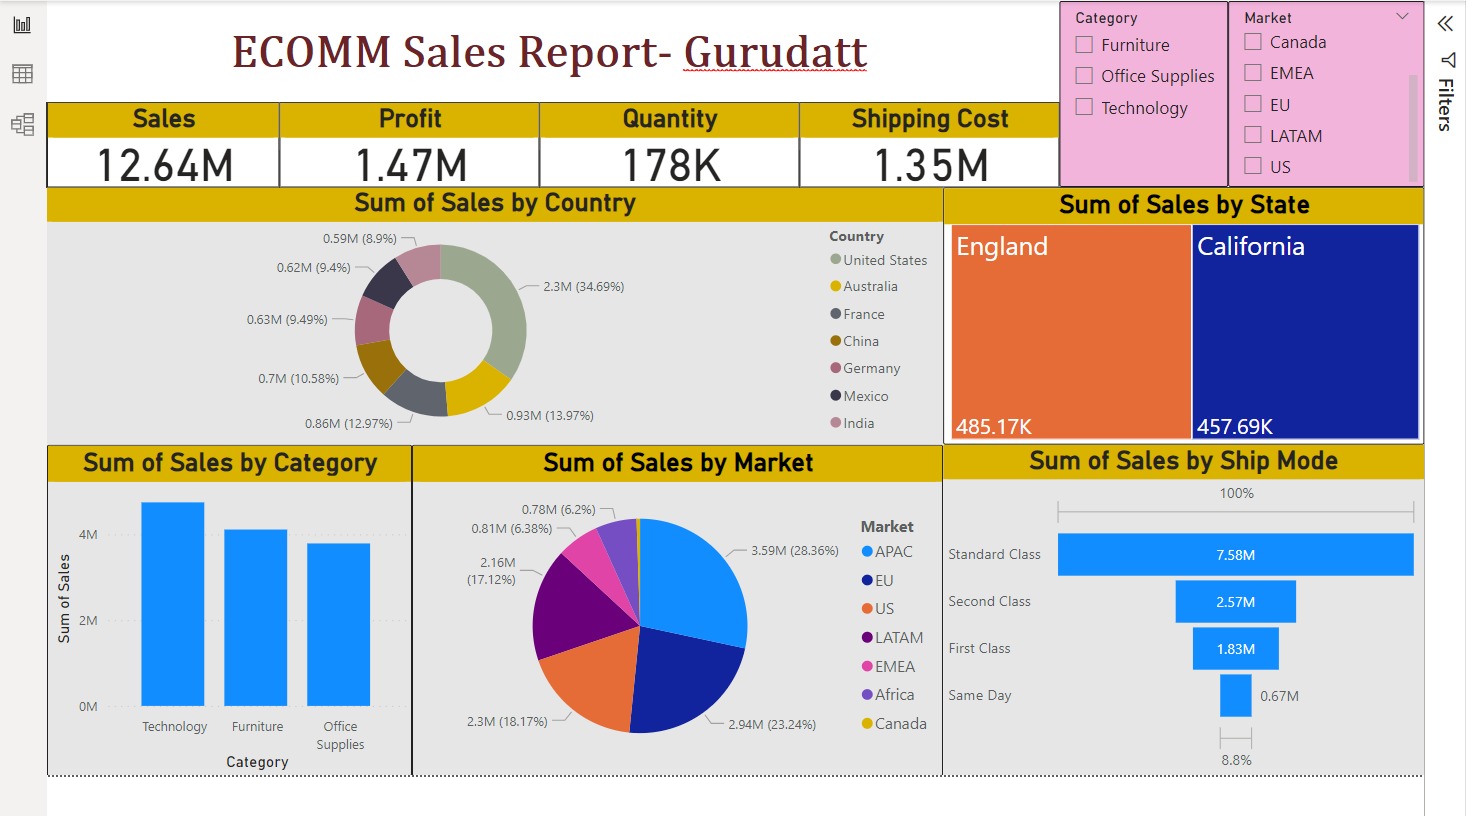 ECOMM Sales Report- Gurudatt
Category
Furniture
Office Supplies
Technology
Market
Canada
EMEA
EU
LATAM
US
Filters
Sales
12.64M
Profit
1.47M
Quantity
178K
Shipping Cost
1.35M
Sum of Sales by Country
0.59M (8.9%)
0.62M (9.4%)
0.63M (9.49%)
0.7M (10.58%)
0.86M (12.97%)
0.93M (13.97%)
2.3M (34.69%)
Country
United States
Australia
France
China
Germany
Mexico
India
Sum of Sales by State
England
485.17K
California
457.69K
Sum of Sales by Category
Sum of Sales
4M
2M
0M
Technology
Furniture
Office
Supplies
Category
Sum of Sales by Market
0.78M (6.2%)
0.81M (6.38%)
2.16M
(17.12%)
2.3M (18.17%)
2.94M (23.24%)
3.59M (28.36%)
Market
APAC
EU
US
LATAM
EMEA
Africa
Canada
Sum of Sales by Ship Mode
100%
Standard Class
7.58M
Second Class
2.57M
First Class
1.83M
Same Day
0.67M
8.8%